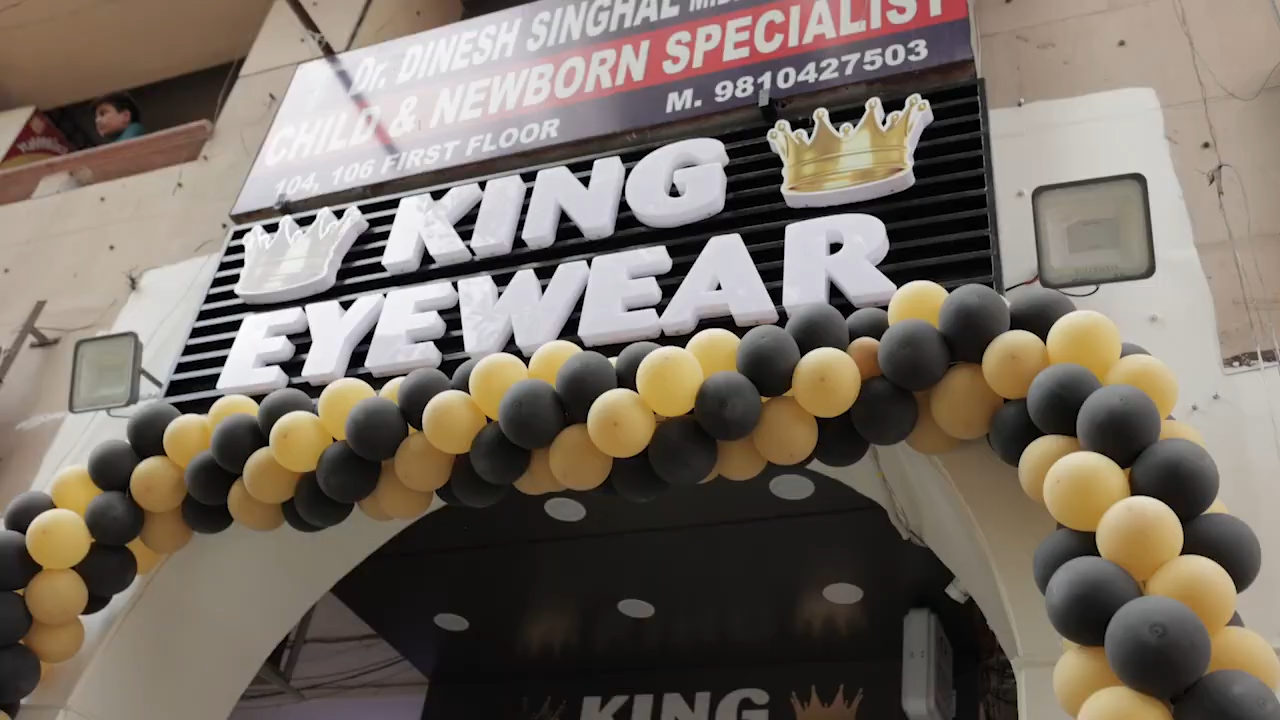 Dr. DINESH SINGHAL
CHILD & NEWBORN SPECIALIST
104, 106 FIRST FLOOR
M. 9810427503
KING
EYEWEAR
KING